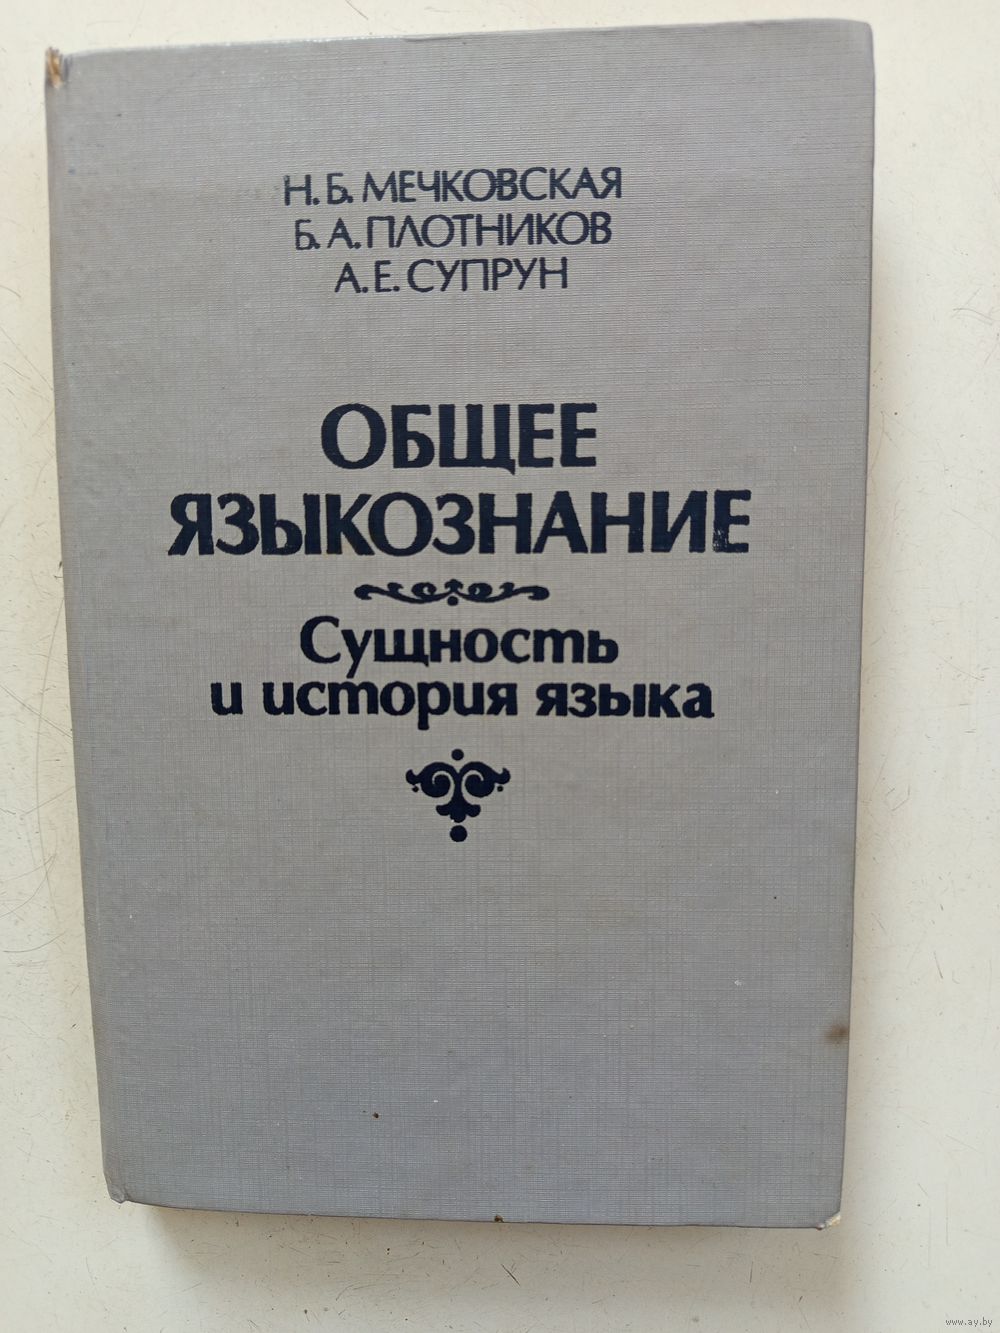 Н.Б. МЕЧКОВСКАЯ
Б.А. ПЛОТНИКОВ
А.Е. СУПРУН
ОБЩЕЕ
ЯЗЫКОЗНАНИЕ
Сущность
и история языка
www.ay.by